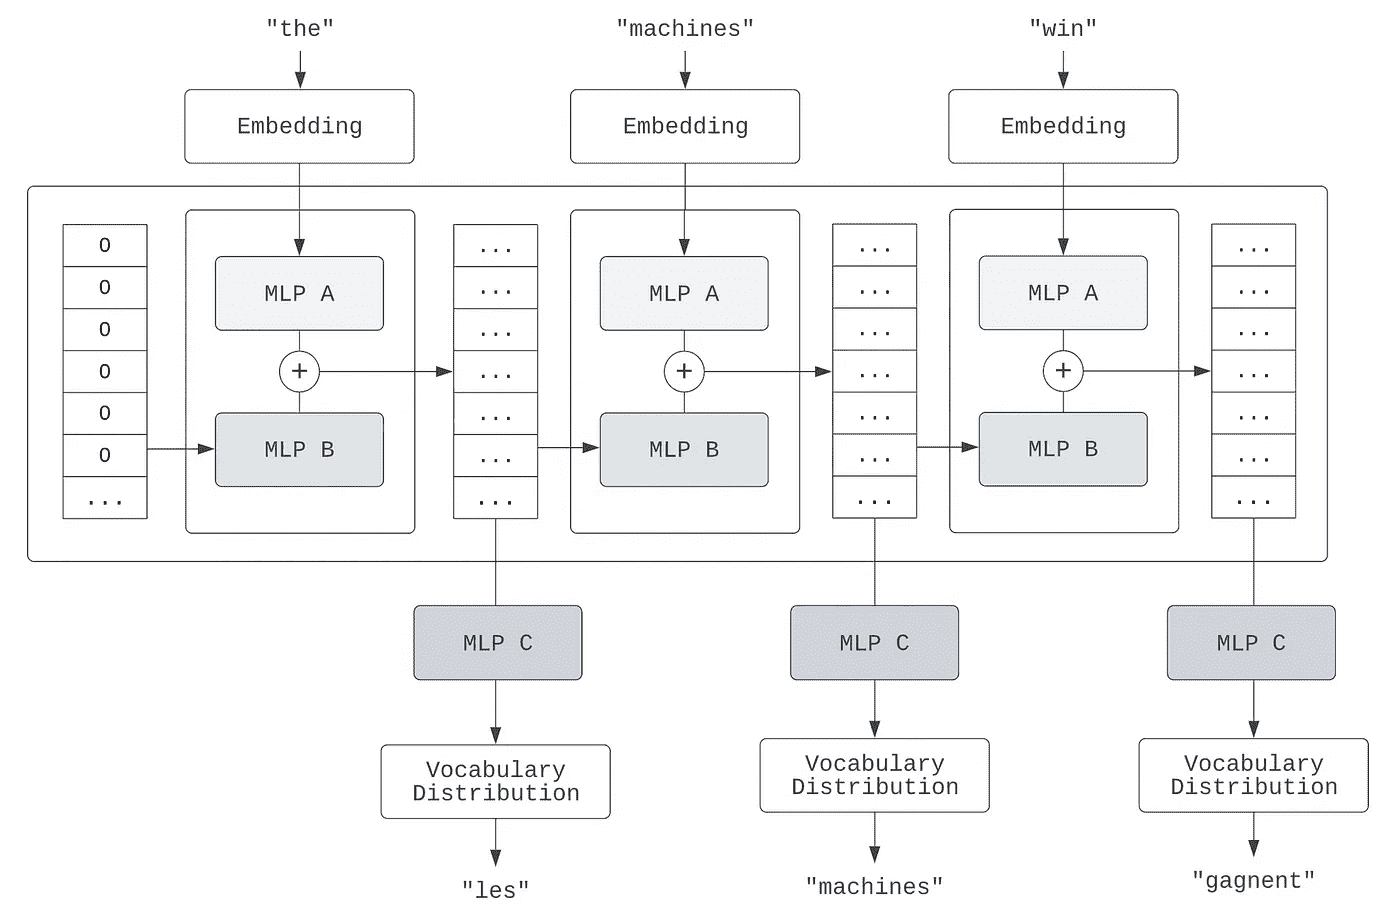 "the"
"machines"
"win"
Embedding
Embedding
Embedding
0
0
0
0
0
0
...
MLP A
+
MLP B
...
...
...
...
...
...
...
MLP A
+
MLP B
...
...
...
...
...
...
...
MLP A
+
MLP B
...
...
...
...
...
...
...
MLP C
MLP C
MLP C
Vocabulary
Distribution
Vocabulary
Distribution
Vocabulary
Distribution
"les"
"machines"
"gagnent"